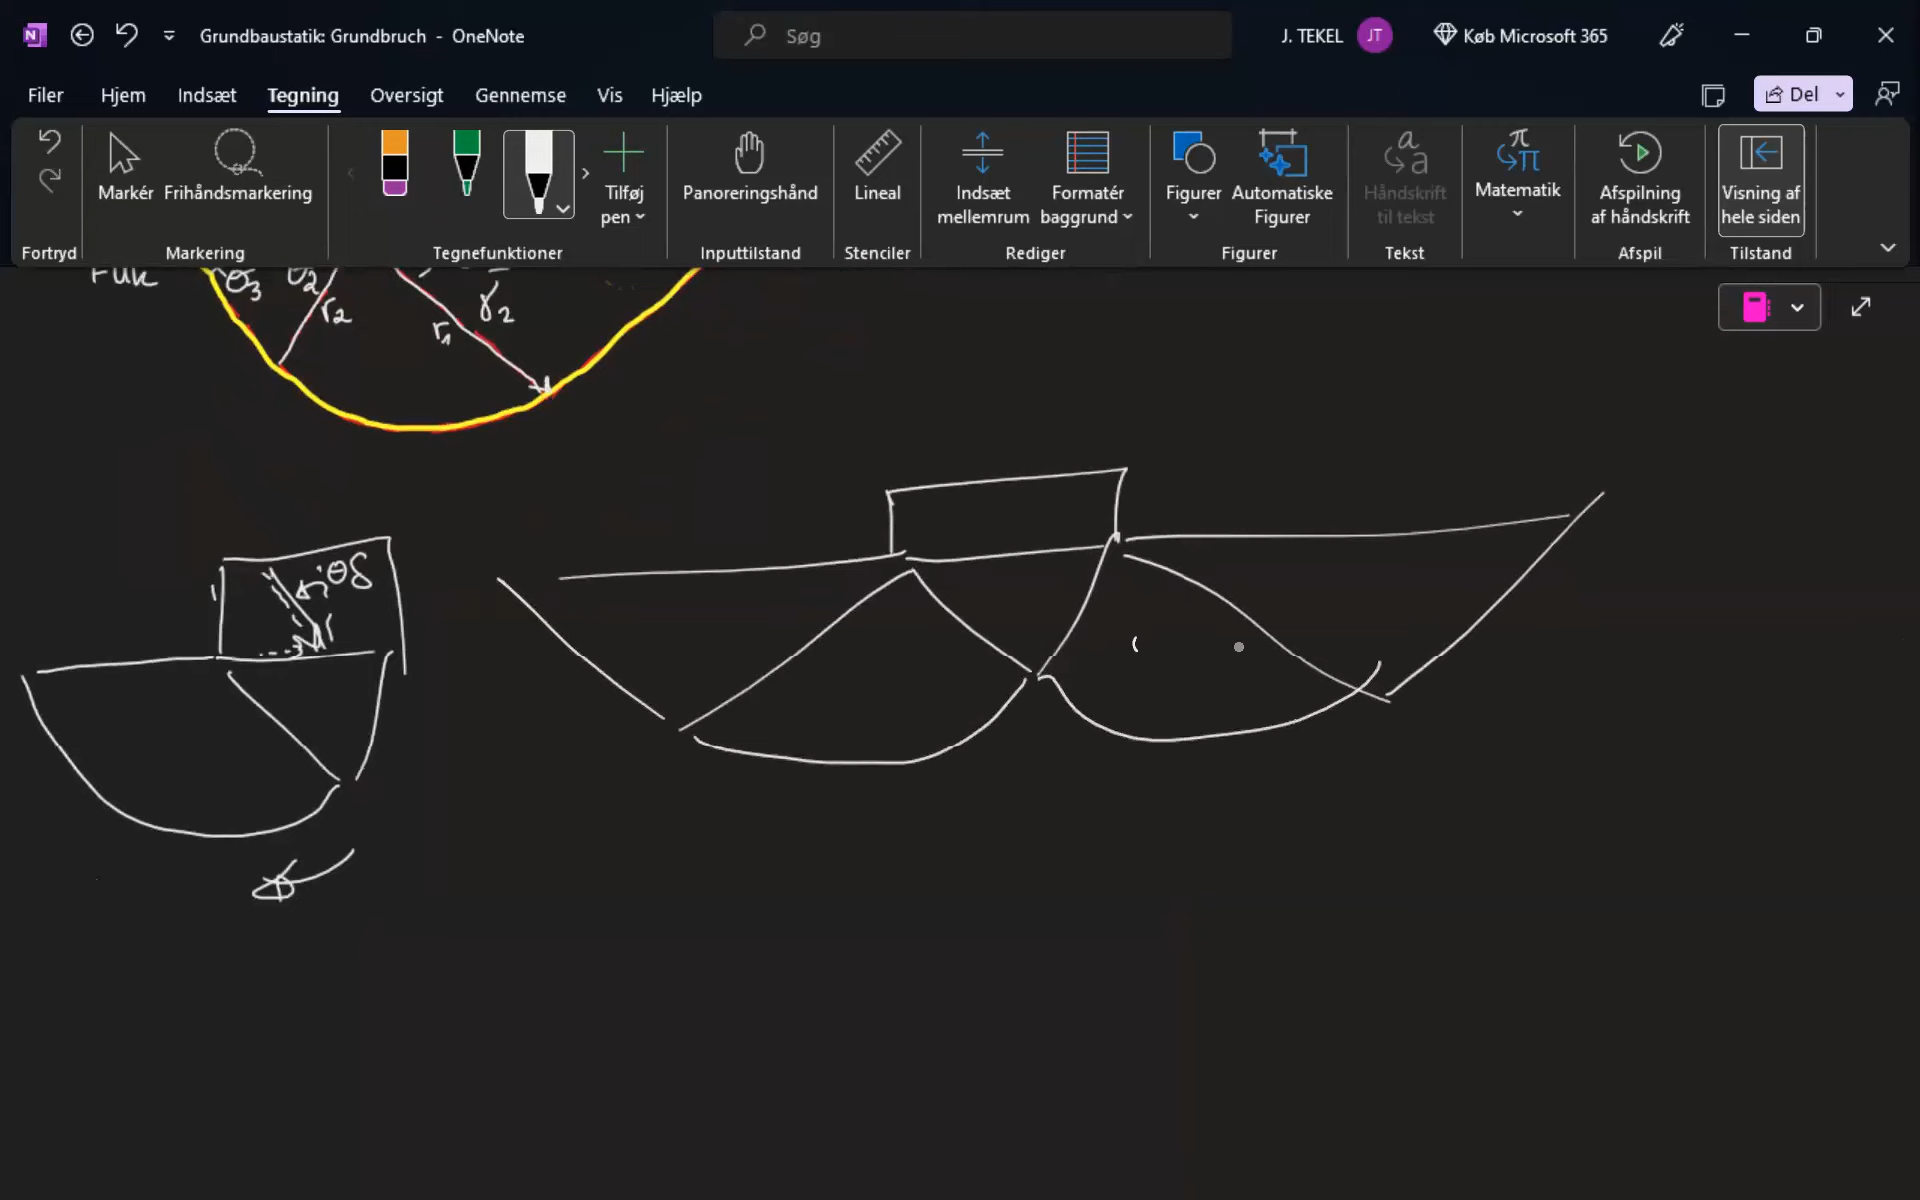 Grundbaustatik: Grundbruch - OneNote
Søg
J. TEKEL
JT
Køb Microsoft 365
Filer
Hjem
Indsæt
Tegning
Oversigt
Gennemse
Vis
Hjælp
Del
Markér
Frihåndsmarkering
Tilføj
pen
Panoreringshånd
Lineal
Indsæt
mellemrum
Formatér
baggrund
Figurer
Automatiske
Figurer
Håndskrift
til tekst
Matematik
Afspilning
af håndskrift
Visning af
hele siden
Fortryd
Markering
Tegnefunktioner
Inputtilstand
Stenciler
Rediger
Figurer
Tekst
Afspil
Tilstand
θ3
r2
r1
γ2